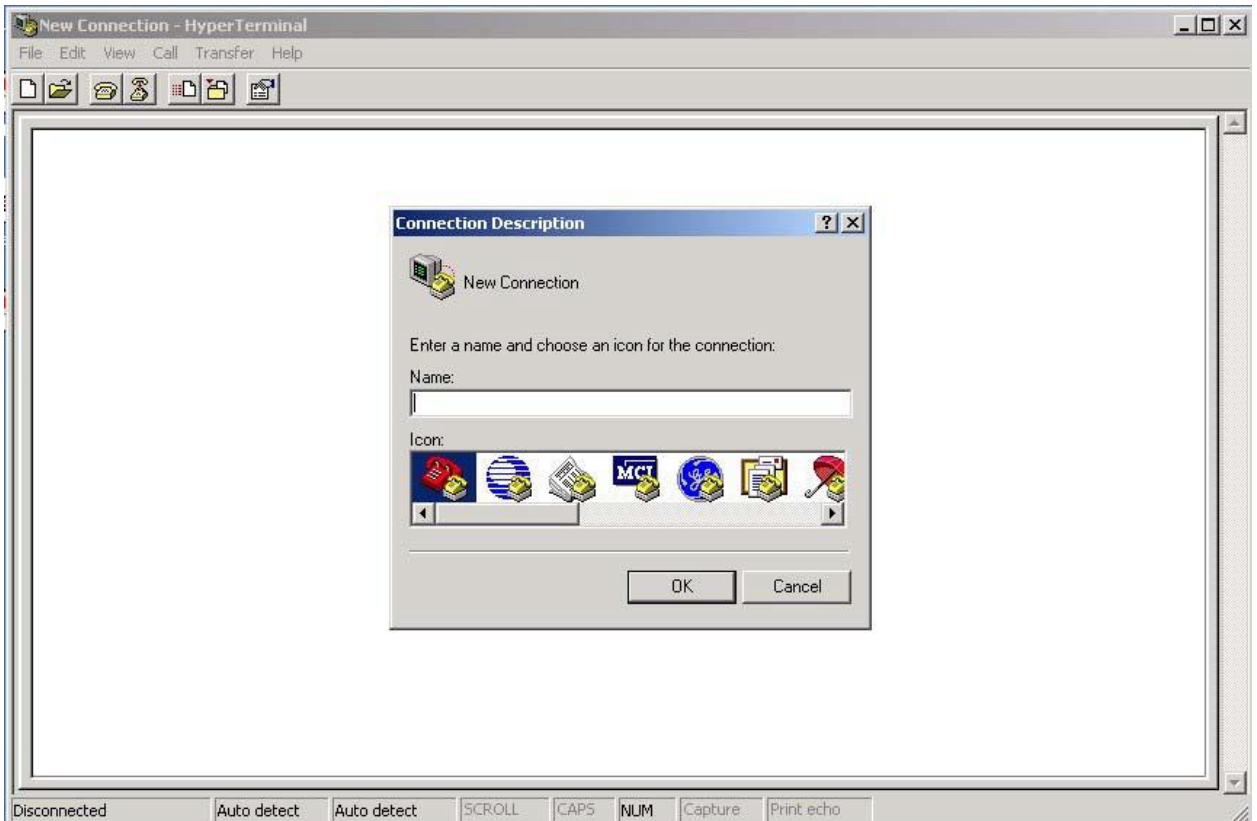 New Connection - HyperTerminal
File Edit View Call Transfer Help
Connection Description
New Connection
Enter a name and choose an icon for the connection:
Name:
Icon:
MCI
OK Cancel
Disconnected Auto detect Auto detect SCROLL CAPS NUM Capture Print echo